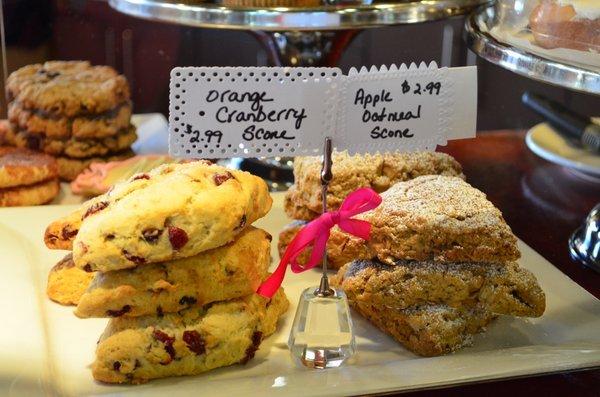 Orange
Cranberry
$2.99 Scone
Apple $2.99
Oatmeal
Scone